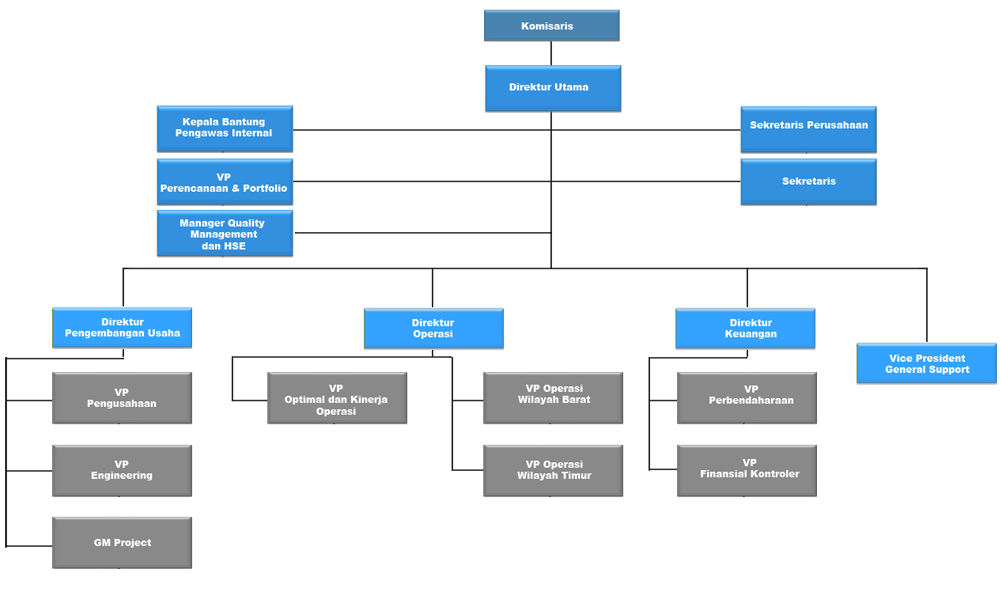 Komisaris
Direktur Utama
Kepala Bantung
Pengawas Internal
Sekretaris Perusahaan
VP
Perencanaan & Portfolio
Sekretaris
Manager Quality
Management
dan HSE
Direktur
Pengembangan Usaha
Direktur
Operasi
Direktur
Keuangan
Vice President
General Support
VP
Pengusahaan
VP
Optimal dan Kinerja
Operasi
VP Operasi
Wilayah Barat
VP
Perbendaharaan
VP
Engineering
VP Operasi
Wilayah Timur
VP
Finansial Kontroler
GM Project